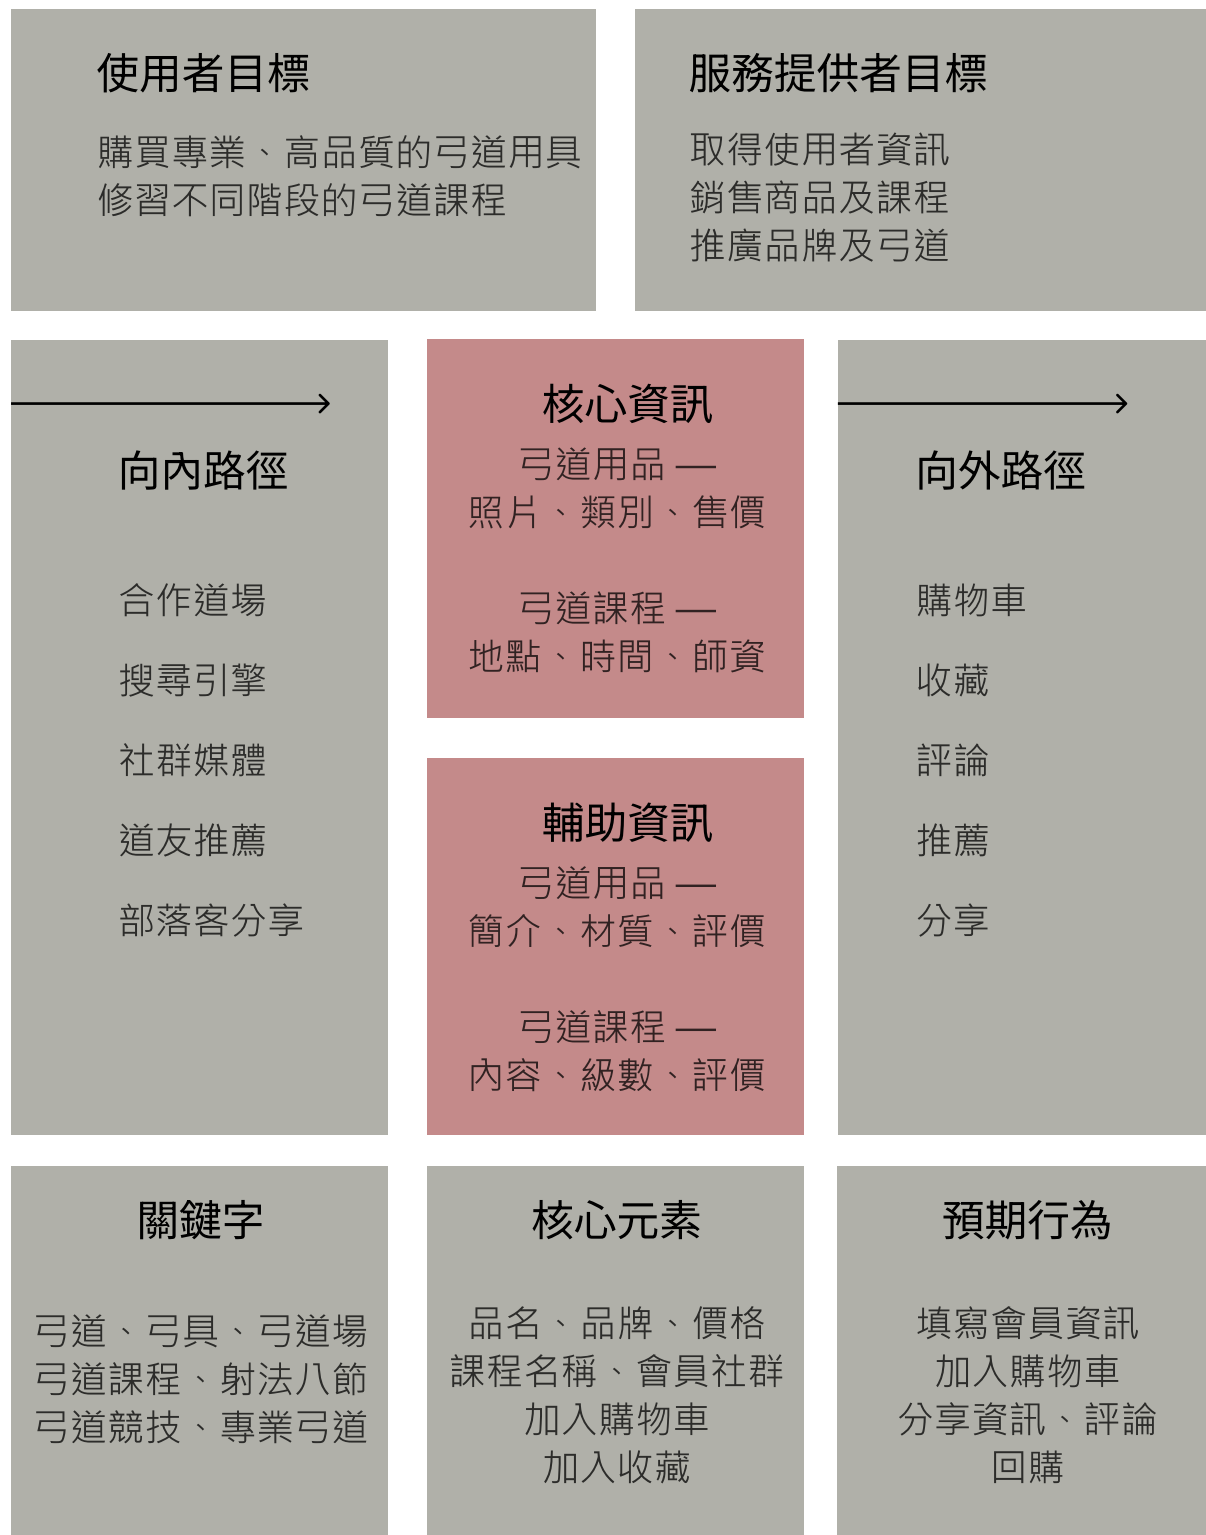 使用者目標
購買專業、高品質的弓道用具
修習不同階段的弓道課程
服務提供者目標
取得使用者資訊
銷售商品及課程
推廣品牌及弓道
向內路徑
合作道場
搜尋引擎
社群媒體
道友推薦
部落客分享
核心資訊
弓道用品 —
照片、類別、售價
弓道課程 —
地點、時間、師資
輔助資訊
弓道用品 —
簡介、材質、評價
弓道課程 —
內容、級數、評價
向外路徑
購物車
收藏
評論
推薦
分享
關鍵字
弓道、弓具、弓道場
弓道課程、射法八節
弓道競技、專業弓道
核心元素
品名、品牌、價格
課程名稱、會員社群
加入購物車
加入收藏
預期行為
填寫會員資訊
加入購物車
分享資訊、評論
回購